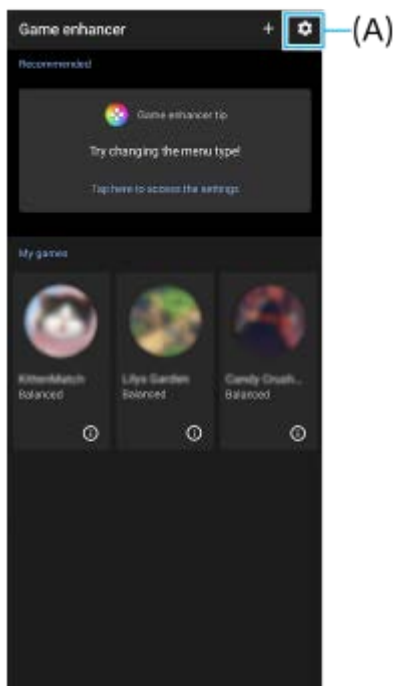 Game enhancer +
(A)
Recommended
Game enhancer tip
Try changing the menu type!
Tap here to access the settings
My games
KittenMatch
Lilys Garden
Candy Crush...
Balanced
Balanced
Balanced